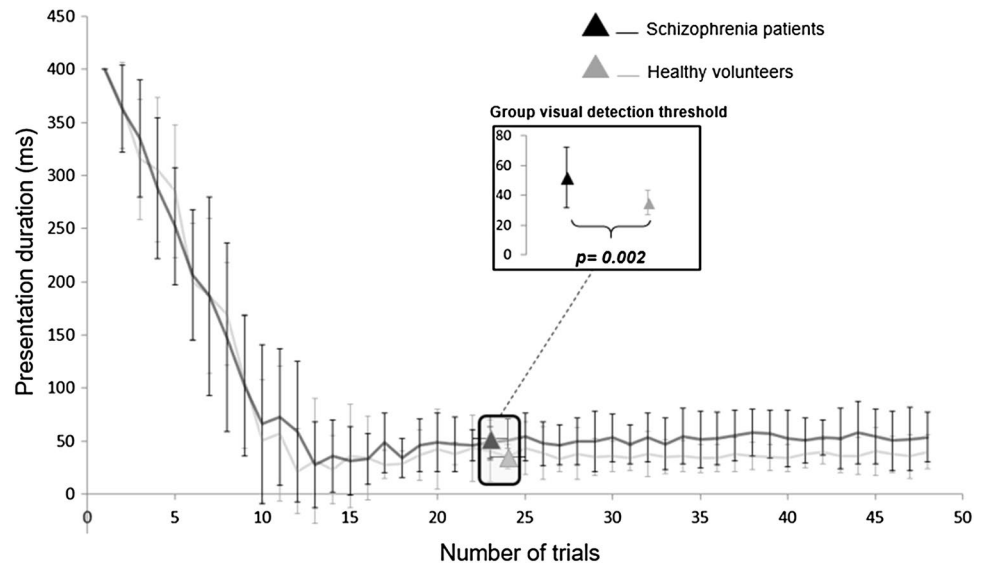 450
400
350
300
250
200
150
100
50
0
Presentation duration (ms)
Schizophrenia patients
Healthy volunteers
Group visual detection threshold
80
60
40
20
0
p= 0.002
0 5 10 15 20 25 30 35 40 45 50
Number of trials